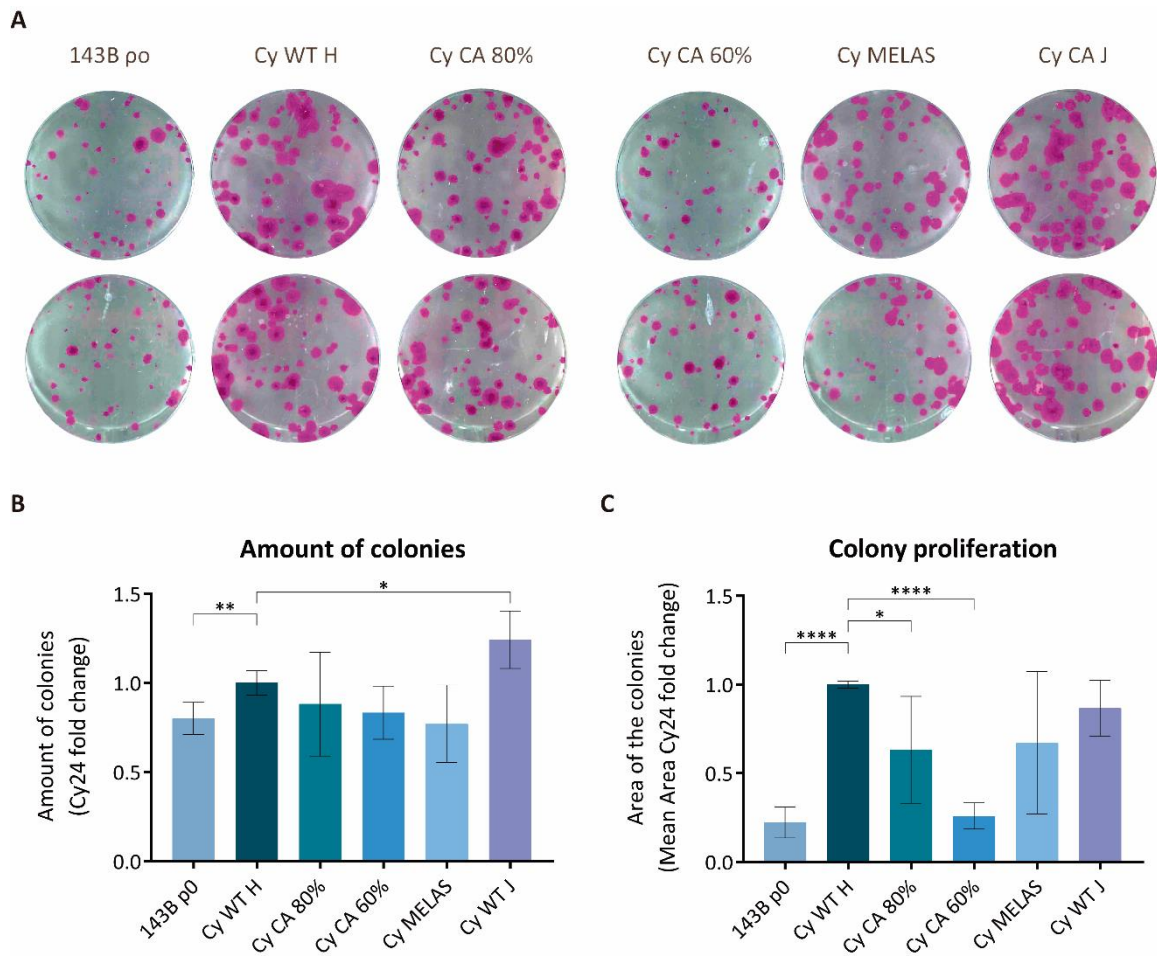 A
143B ρo
Cy WT H
Cy CA 80%
Cy CA 60%
Cy MELAS
Cy CA J
B
Amount of colonies
Amount of colonies
(Cy24 fold change)
1.5
1.0
0.5
0.0
**
*
143B p0
Cy WT H
Cy CA 80%
Cy CA 60%
Cy MELAS
Cy WT J
C
Colony proliferation
Area of the colonies
(Mean Area Cy24 fold change)
1.5
1.0
0.5
0.0
****
*
****
143B p0
Cy WT H
Cy CA 80%
Cy CA 60%
Cy MELAS
Cy WT J